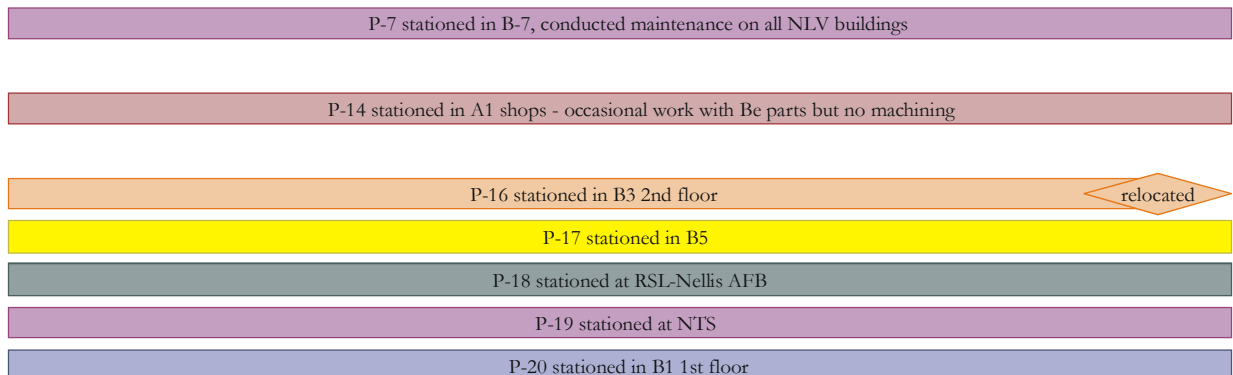 P-7 stationed in B-7, conducted maintenance on all NLV buildings
P-14 stationed in A1 shops - occasional work with Be parts but no machining
P-16 stationed in B3 2nd floor
relocated
P-17 stationed in B5
P-18 stationed at RSL-Nellis AFB
P-19 stationed at NTS
P-20 stationed in B1 1st floor